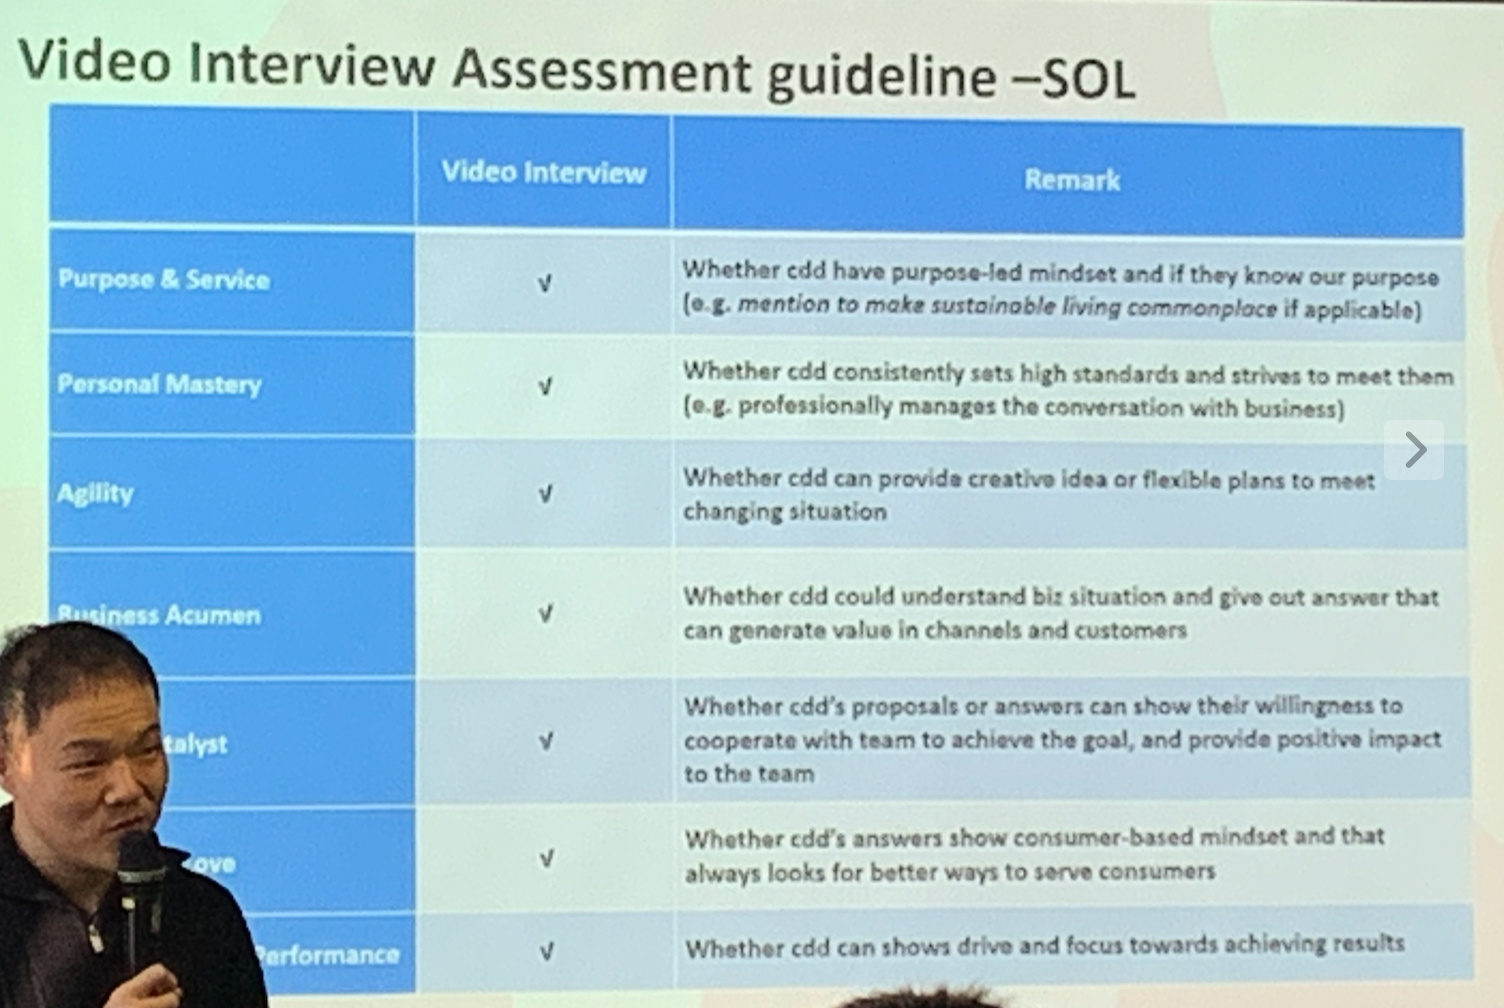 Video Interview Assessment guideline –SOL
Video Interview
Remark
Purpose & Service
√
Whether cdd have purpose-led mindset and if they know our purpose
(e.g. mention to make sustainable living commonplace if applicable)
Personal Mastery
√
Whether cdd consistently sets high standards and strives to meet them
(e.g. professionally manages the conversation with business)
Agility
√
Whether cdd can provide creative idea or flexible plans to meet
changing situation
Business Acumen
√
Whether cdd could understand biz situation and give out answer that
can generate value in channels and customers
talyst
√
Whether cdd's proposals or answers can show their willingness to
cooperate with team to achieve the goal, and provide positive impact
to the team
ove
√
Whether cdd's answers show consumer-based mindset and that
always looks for better ways to serve consumers
Performance
√
Whether cdd can shows drive and focus towards achieving results